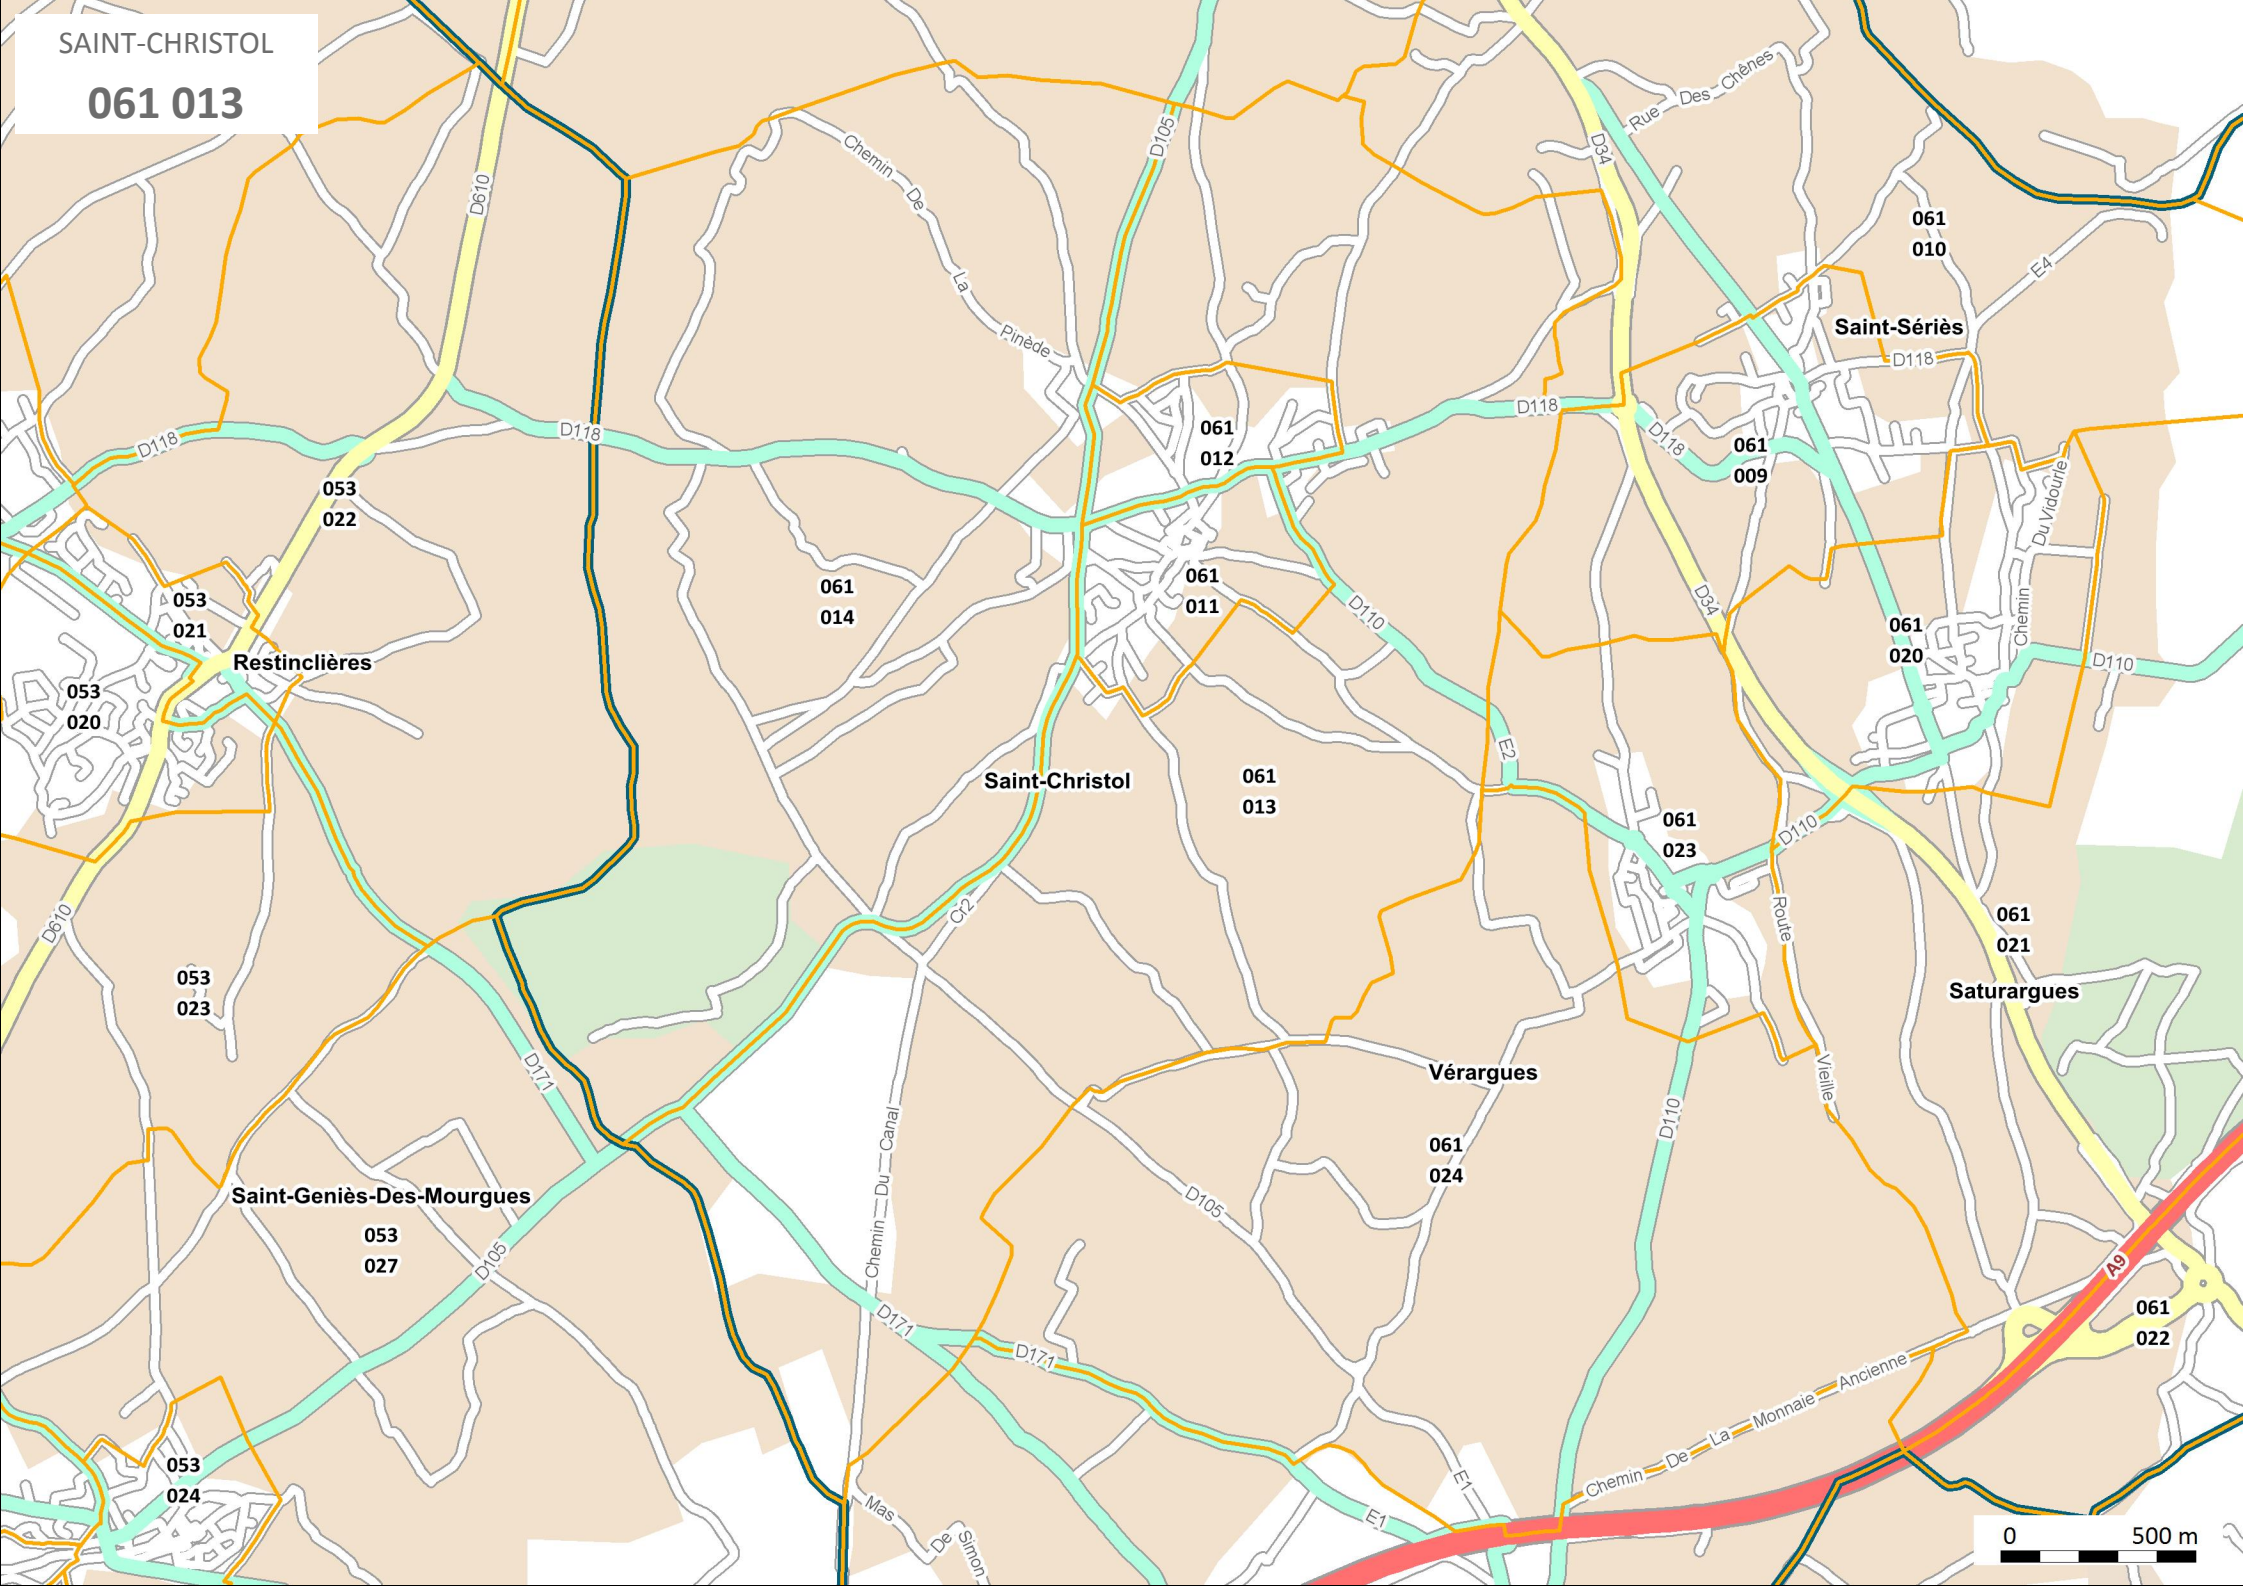 SAINT-CHRISTOL
061 013
D610
D105
Chemin De
La
Pinède
D34
Rue Des Chênes
061
010
E4
Saint-Sériès
D118
D118
D118
D118
D118
061
012
061
009
053
022
Du Vidourle
Chemin
053
021
061
014
061
011
D110
D34
061
020
D110
Restinclières
053
020
E2
Saint-Christol
061
013
061
023
D110
D610
Cr2
Route
061
021
053
023
Saturargues
D171
Vérargues
Vieille
Chemin Du Canal
D110
061
024
Saint-Geniès-Des-Mourgues
D105
053
027
D105
A9
D171
D171
061
022
Chemin De La Monnaie Ancienne
053
024
E1
Mas De Simon
E1
0 500 m